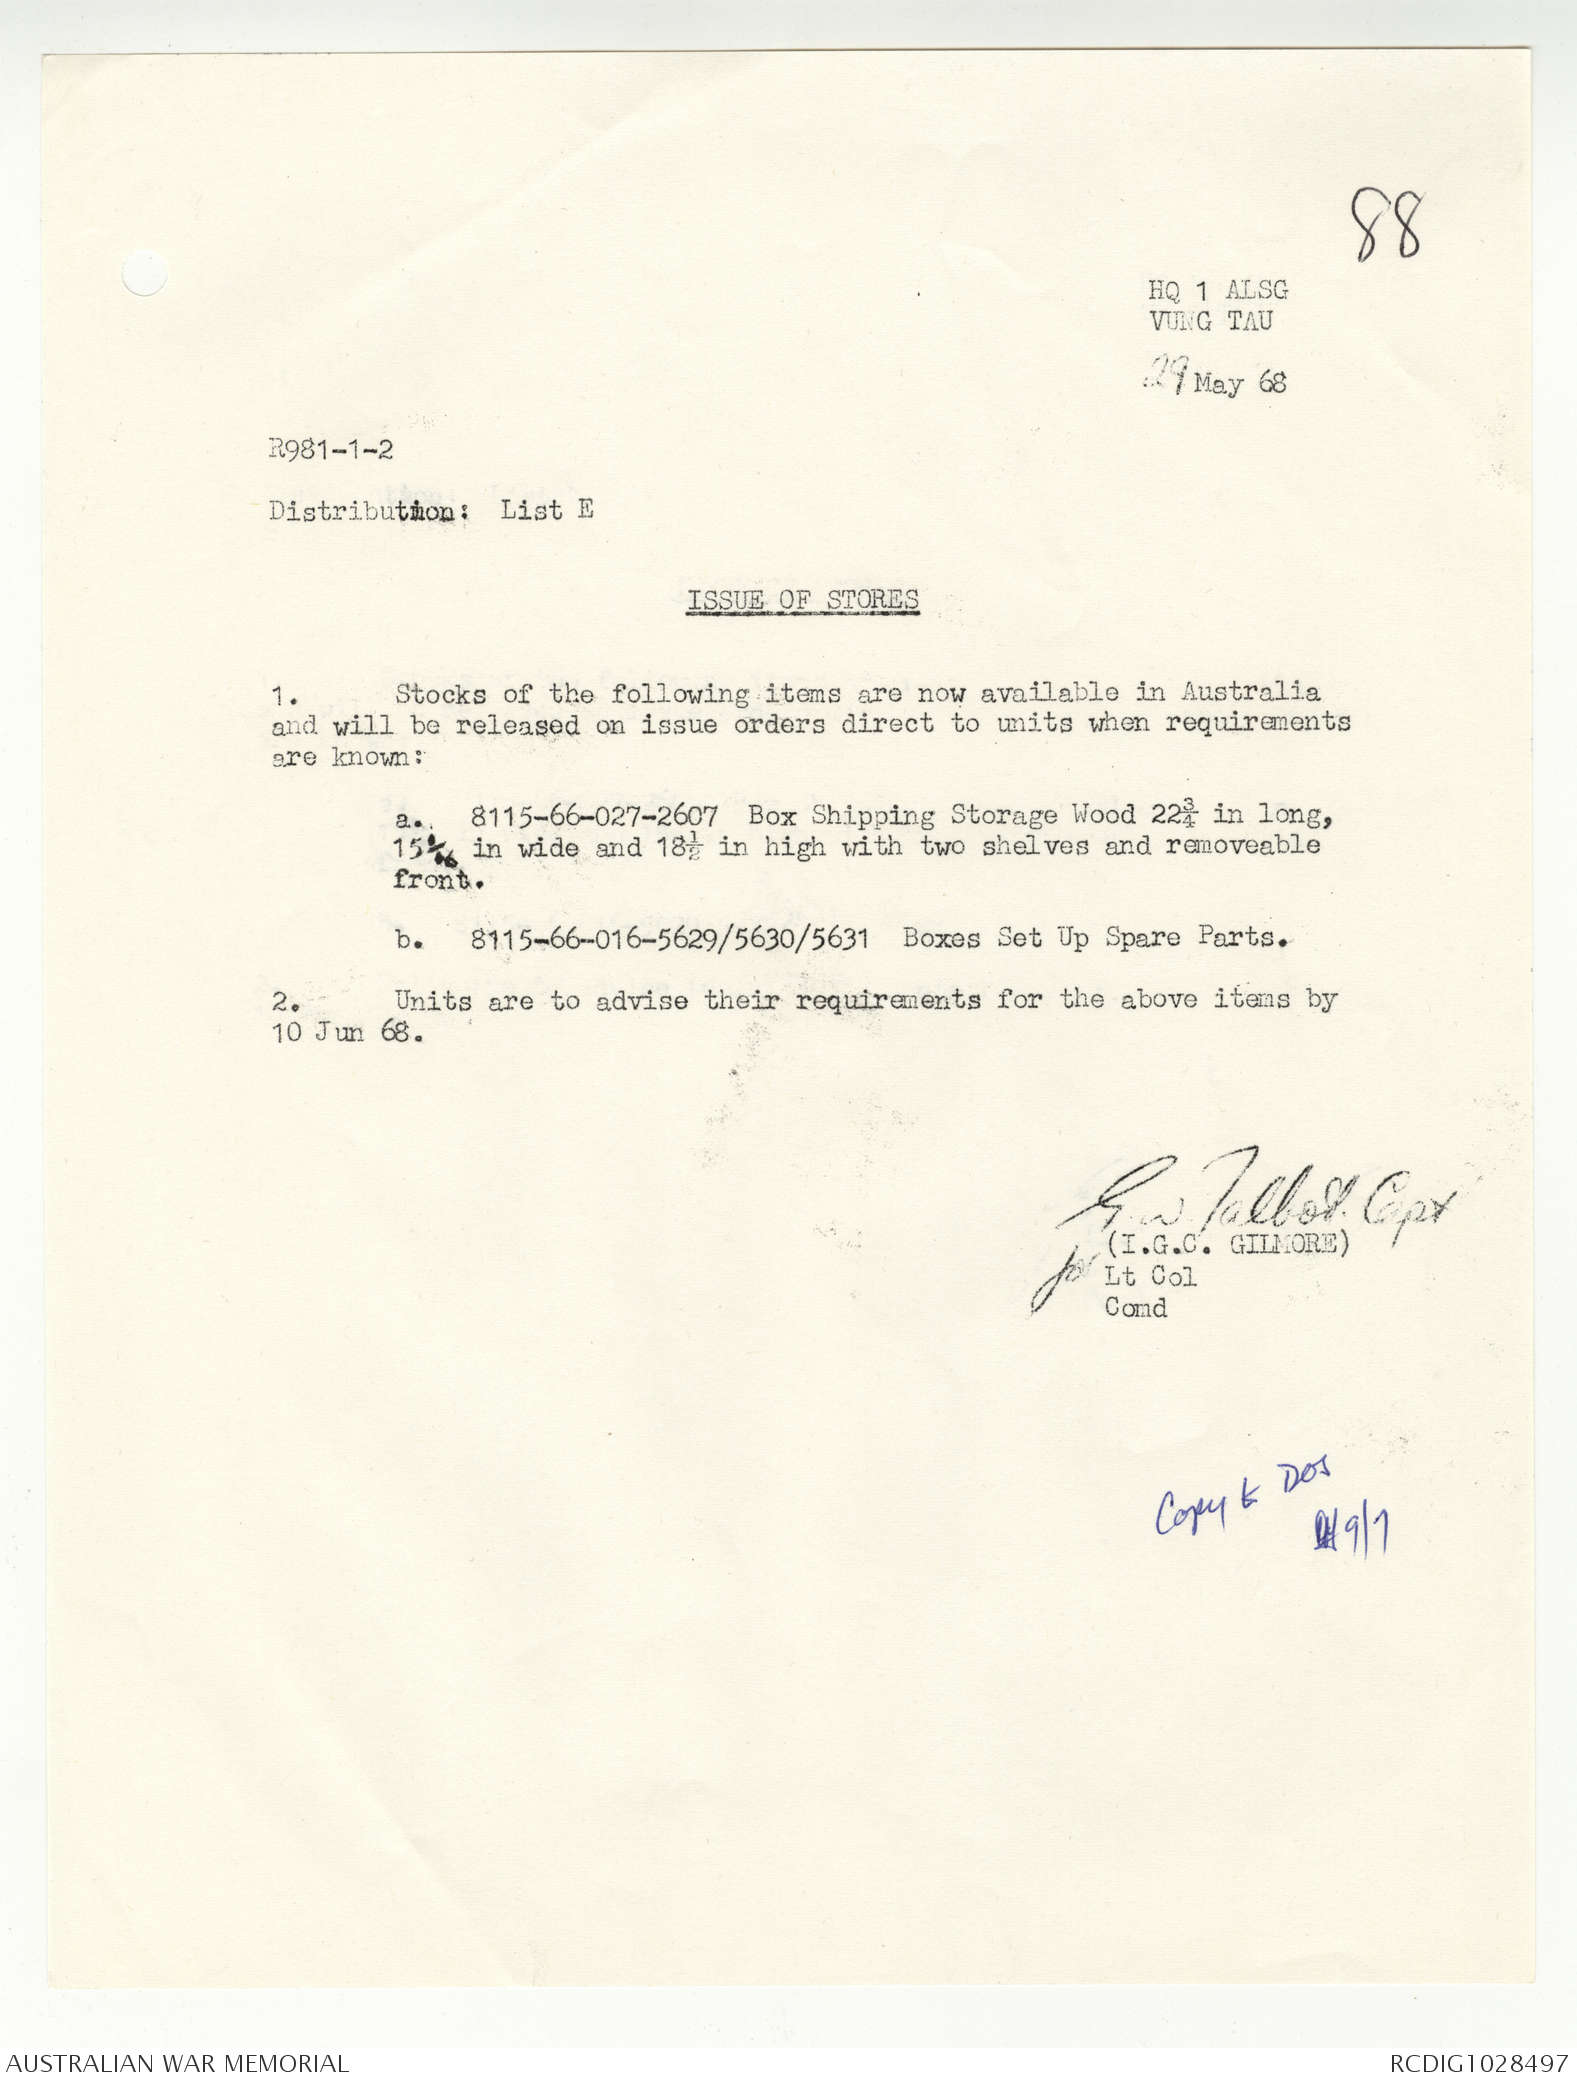 88
HQ 1 ALSG
VUNG TAU
29 May 68
R981-1-2
Distribution: List E
ISSUE OF STORES
1. Stocks of the following items are now available in Australia
and will be released on issue orders direct to units when requirements
are known:
a. 8115-66-027-2607 Box Shipping Storage Wood 22¾ in long,
15 in wide and 18½ in high with two shelves and removeable
front.
b. 8115-66-016-5629/5630/5631 Boxes Set Up Spare Parts.
2. Units are to advise their requirements for the above items by
10 Jun 68.
G.W. Talbot. Capt
(I.G.C. GILMORE)
for Lt Col
Comd
Copy to DOS
9/7
AUSTRALIAN WAR MEMORIAL
RCDIG1028497